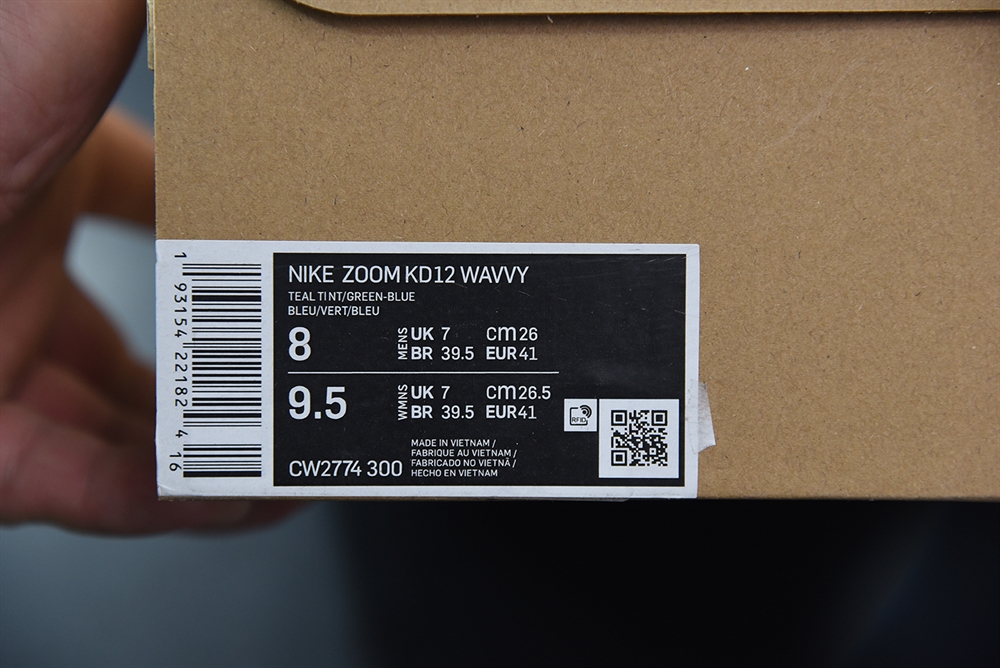 NIKE ZOOM KD12 WAVVY
TEAL TINT/GREEN-BLUE
BLEU/VERT/BLEU
8 MENS UK 7 cm 26
BR 39.5 EUR 41
9.5 WMNS UK 7 cm 26.5
BR 39.5 EUR 41
RFID
MADE IN VIETNAM /
FABRIQUE AU VIETNAM /
FABRICADO NO VIETNÃ /
HECHO EN VIETNAM
CW2774 300
1 93154 22182 4 16